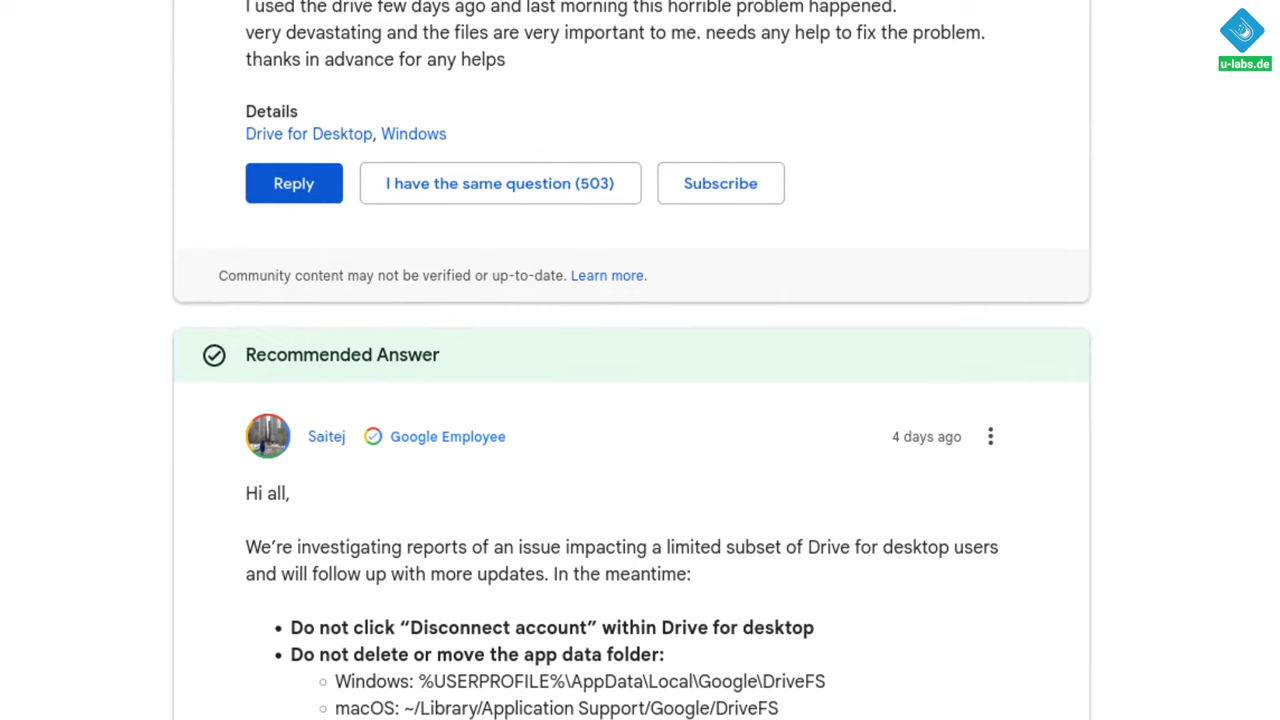 I used the drive few days ago and last morning this horrible problem happened.
very devastating and the files are very important to me. needs any help to fix the problem.
thanks in advance for any helps
u-labs.de
Details
Drive for Desktop, Windows
Reply
I have the same question (503)
Subscribe
Community content may not be verified or up-to-date. Learn more.
Recommended Answer
Saitej Google Employee 4 days ago
Hi all,
We’re investigating reports of an issue impacting a limited subset of Drive for desktop users
and will follow up with more updates. In the meantime:
• Do not click “Disconnect account” within Drive for desktop
• Do not delete or move the app data folder:
○ Windows: %USERPROFILE%\AppData\Local\Google\DriveFS
○ macOS: ~/Library/Application Support/Google/DriveFS